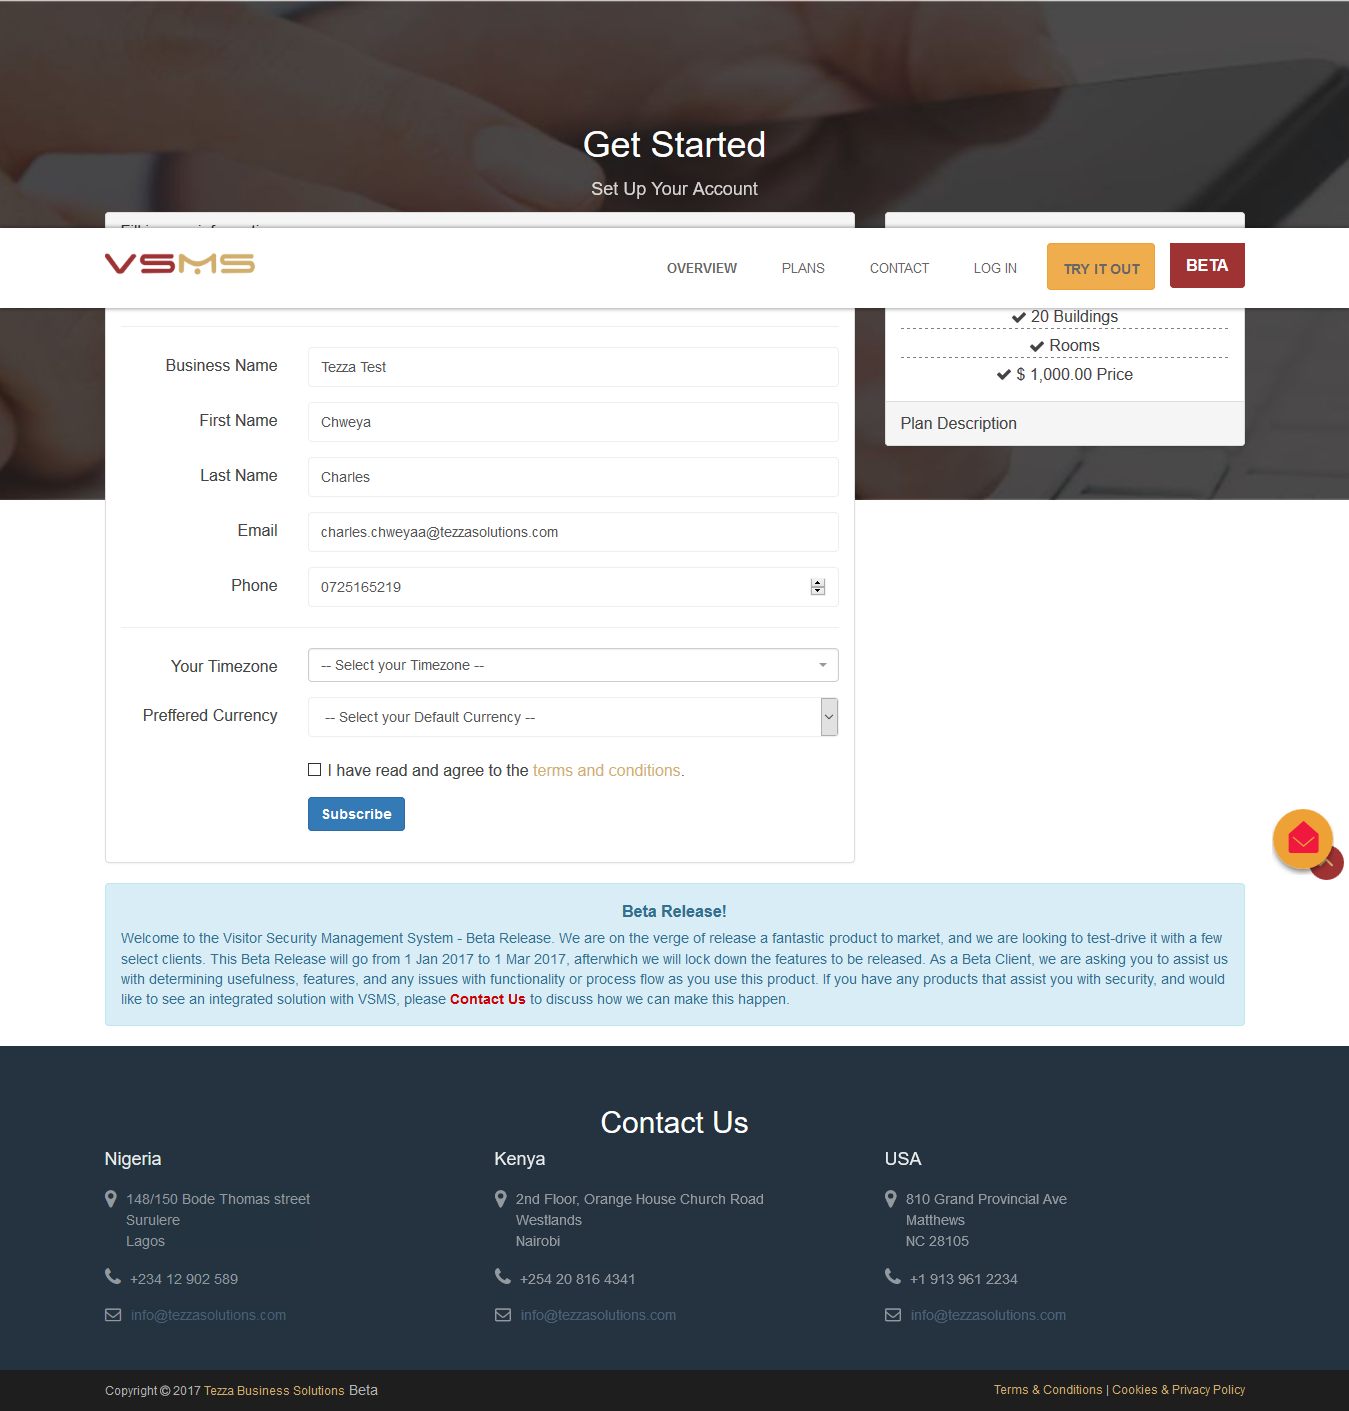 Get Started
Set Up Your Account
VSMS
OVERVIEW
PLANS
CONTACT
LOG IN
TRY IT OUT
BETA
Business Name
Tezza Test
First Name
Chweya
Last Name
Charles
Email
charles.chweyaa@tezzasolutions.com
Phone
0725165219
Your Timezone
-- Select your Timezone --
Preffered Currency
-- Select your Default Currency --
I have read and agree to the terms and conditions.
Subscribe
20 Buildings
Rooms
$ 1,000.00 Price
Plan Description
Beta Release!
Welcome to the Visitor Security Management System - Beta Release. We are on the verge of release a fantastic product to market, and we are looking to test-drive it with a few
select clients. This Beta Release will go from 1 Jan 2017 to 1 Mar 2017, afterwhich we will lock down the features to be released. As a Beta Client, we are asking you to assist us
with determining usefulness, features, and any issues with functionality or process flow as you use this product. If you have any products that assist you with security, and would
like to see an integrated solution with VSMS, please Contact Us to discuss how we can make this happen.
Contact Us
Nigeria
148/150 Bode Thomas street
Surulere
Lagos
+234 12 902 589
info@tezzasolutions.com
Kenya
2nd Floor, Orange House Church Road
Westlands
Nairobi
+254 20 816 4341
info@tezzasolutions.com
USA
810 Grand Provincial Ave
Matthews
NC 28105
+1 913 961 2234
info@tezzasolutions.com
Copyright © 2017 Tezza Business Solutions Beta
Terms & Conditions | Cookies & Privacy Policy